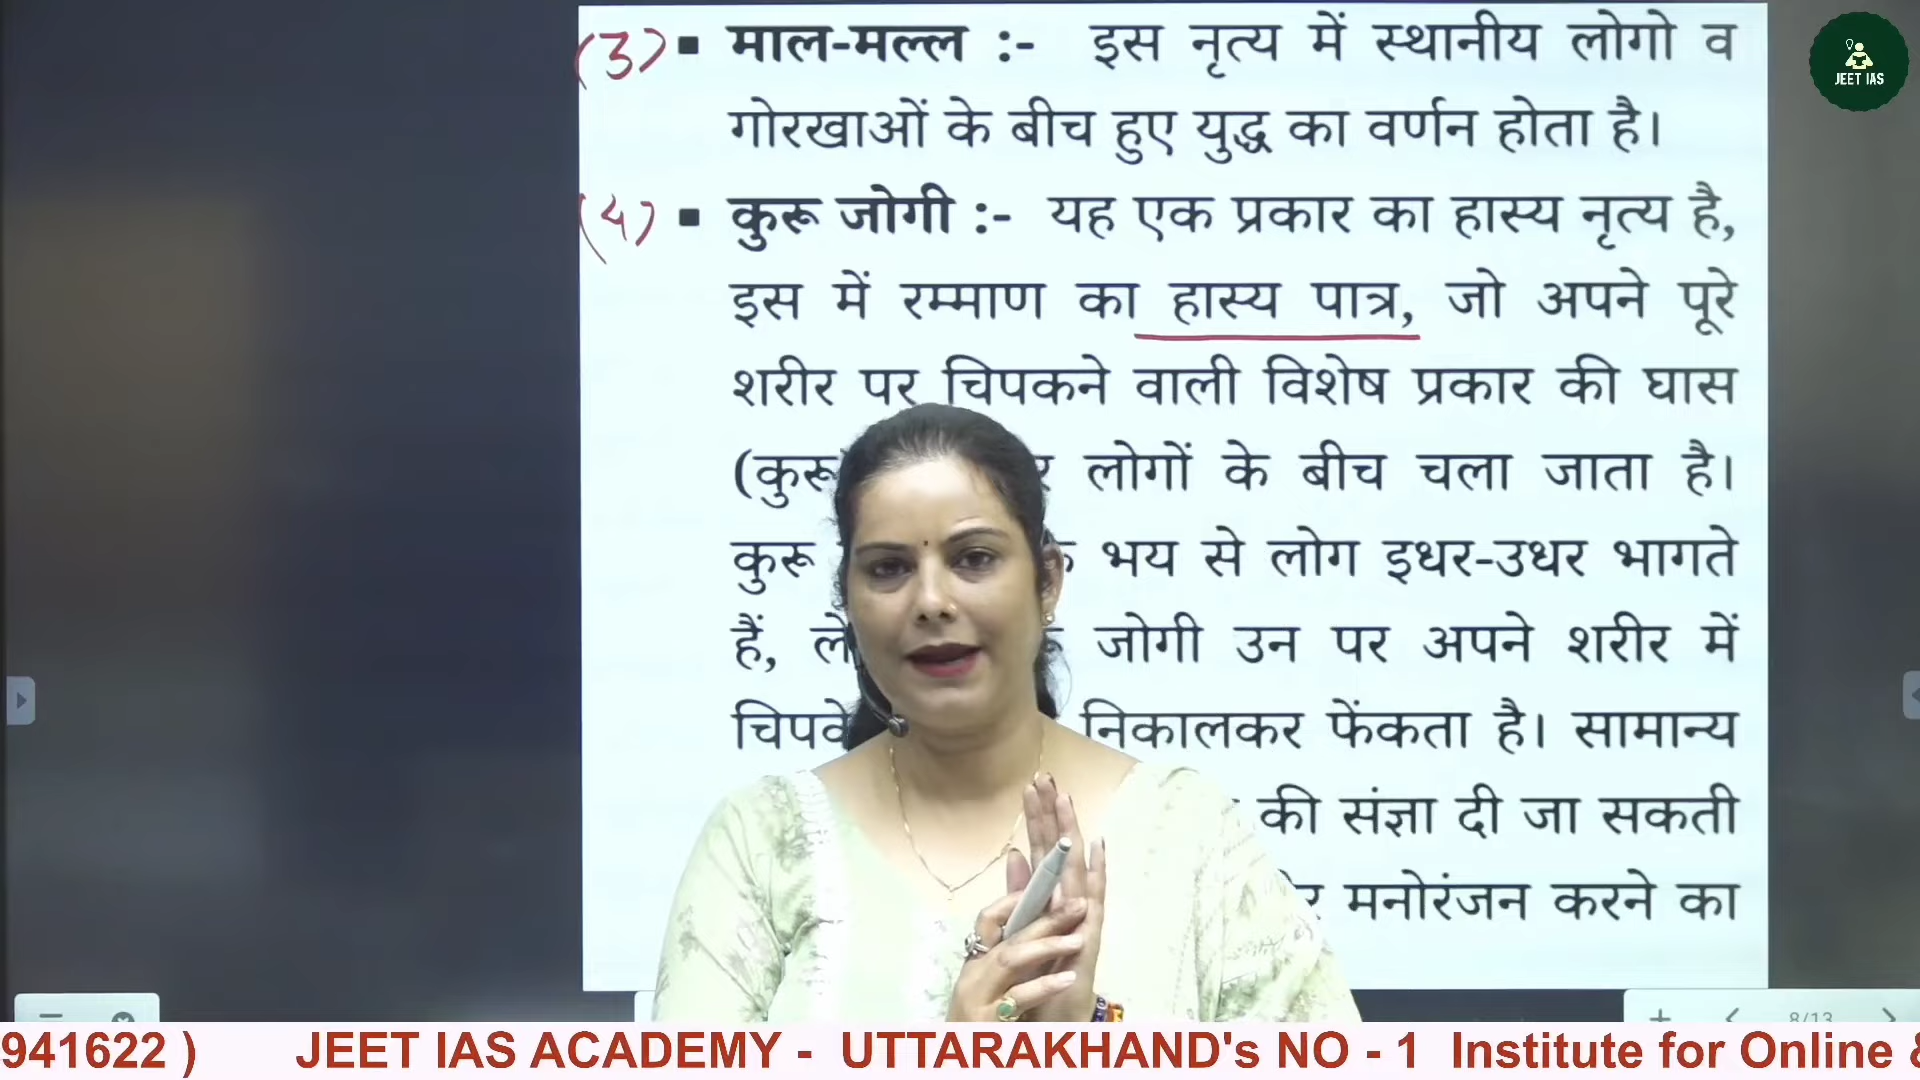 (3) ▪ माल-मल्ल :- इस नृत्य में स्थानीय लोगो व
गोरखाओं के बीच हुए युद्ध का वर्णन होता है।
(4) ▪ कुरू जोगी :- यह एक प्रकार का हास्य नृत्य है,
इस में रम्माण का हास्य पात्र, जो अपने पूरे
शरीर पर चिपकने वाली विशेष प्रकार की घास
(कुरू लोगों के बीच चला जाता है।
कुरू भय से लोग इधर-उधर भागते
हैं, जोगी उन पर अपने शरीर में
निकालकर फेंकता है। सामान्य
की संज्ञा दी जा सकती
मनोरंजन करने का
JEET IAS
8/13
941622 ) JEET IAS ACADEMY - UTTARAKHAND's NO - 1 Institute for Online &